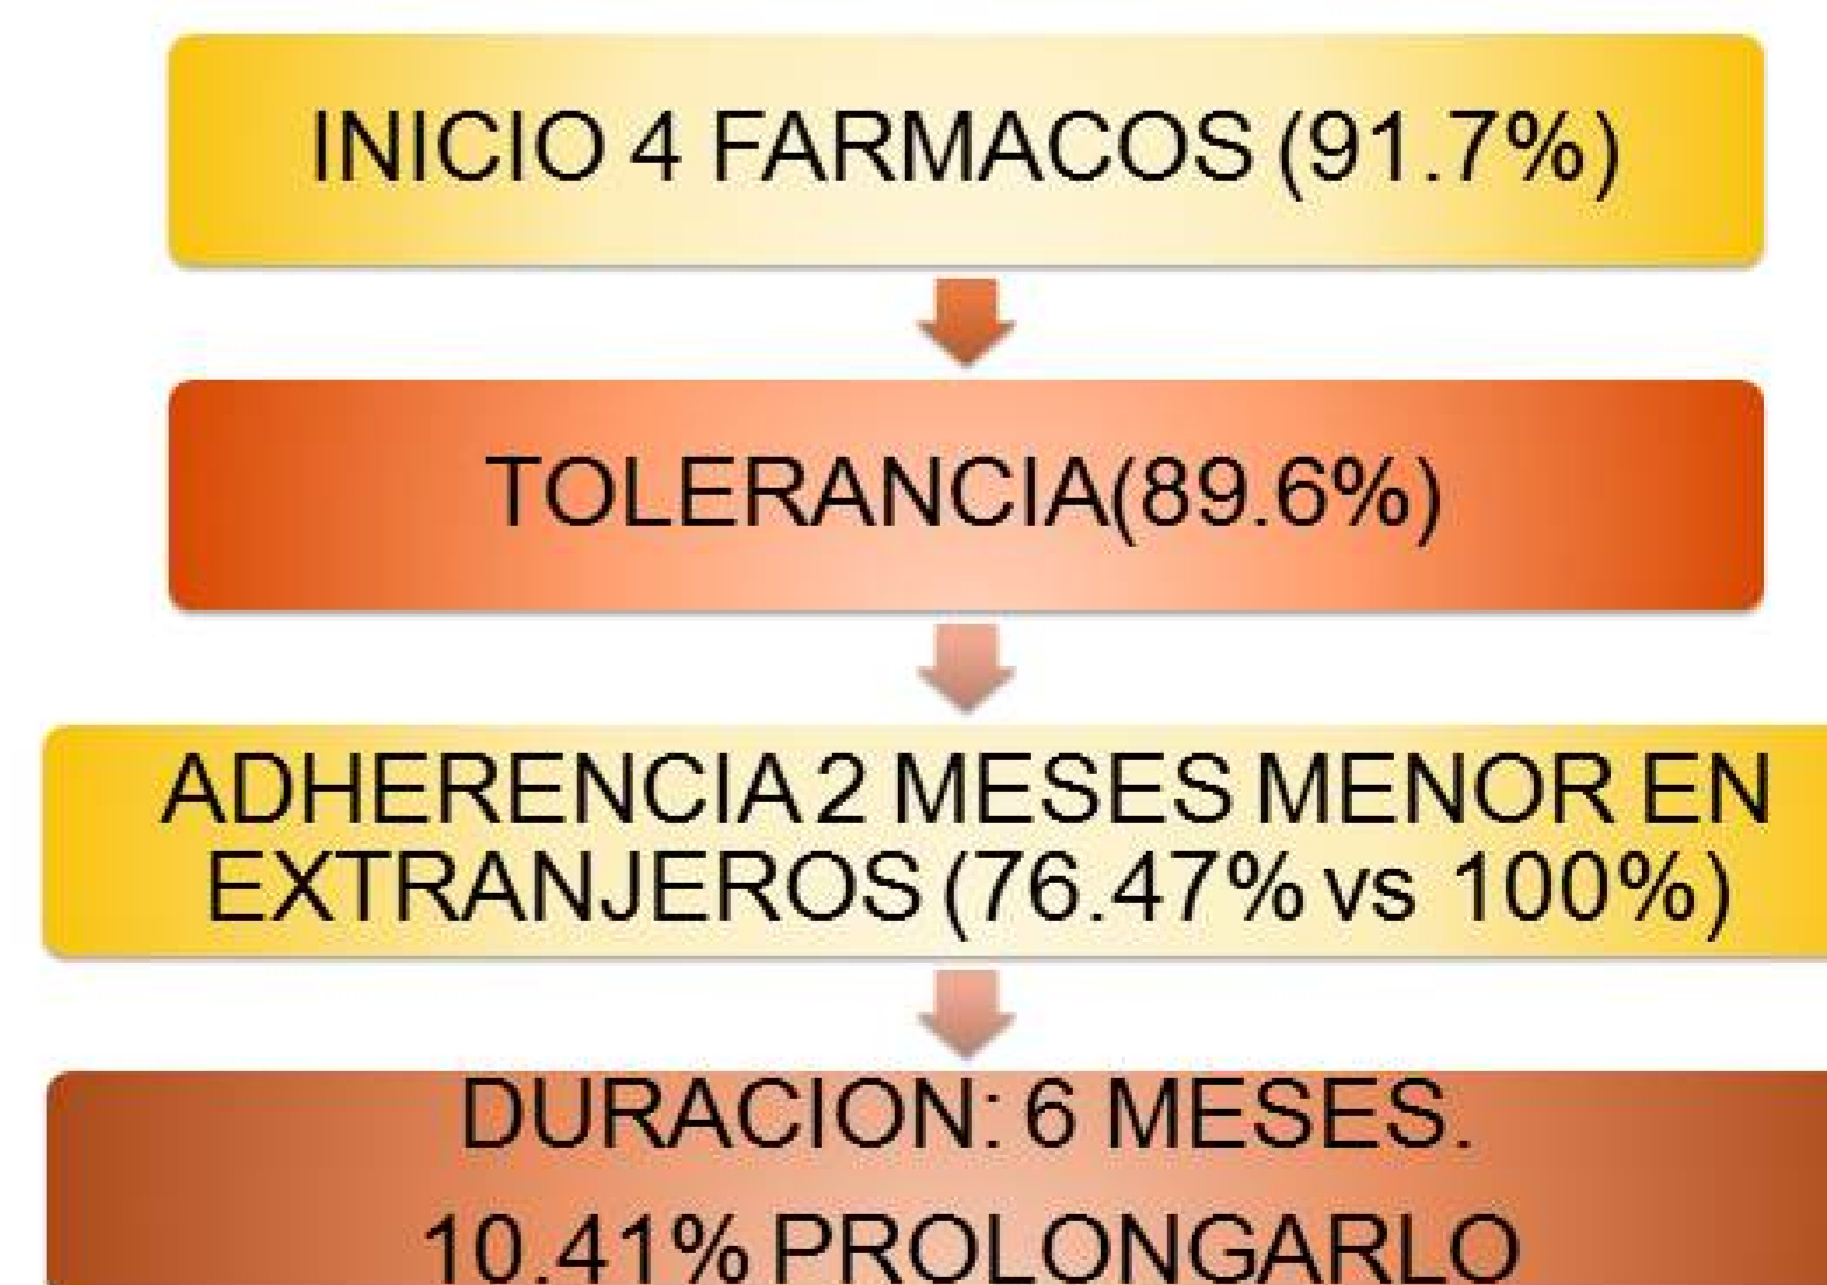 INICIO 4 FARMACOS (91.7%)
TOLERANCIA(89.6%)
ADHERENCIA 2 MESES MENOR EN
EXTRANJEROS (76.47% vs 100%)
DURACION: 6 MESES.
10.41% PROLONGARLO